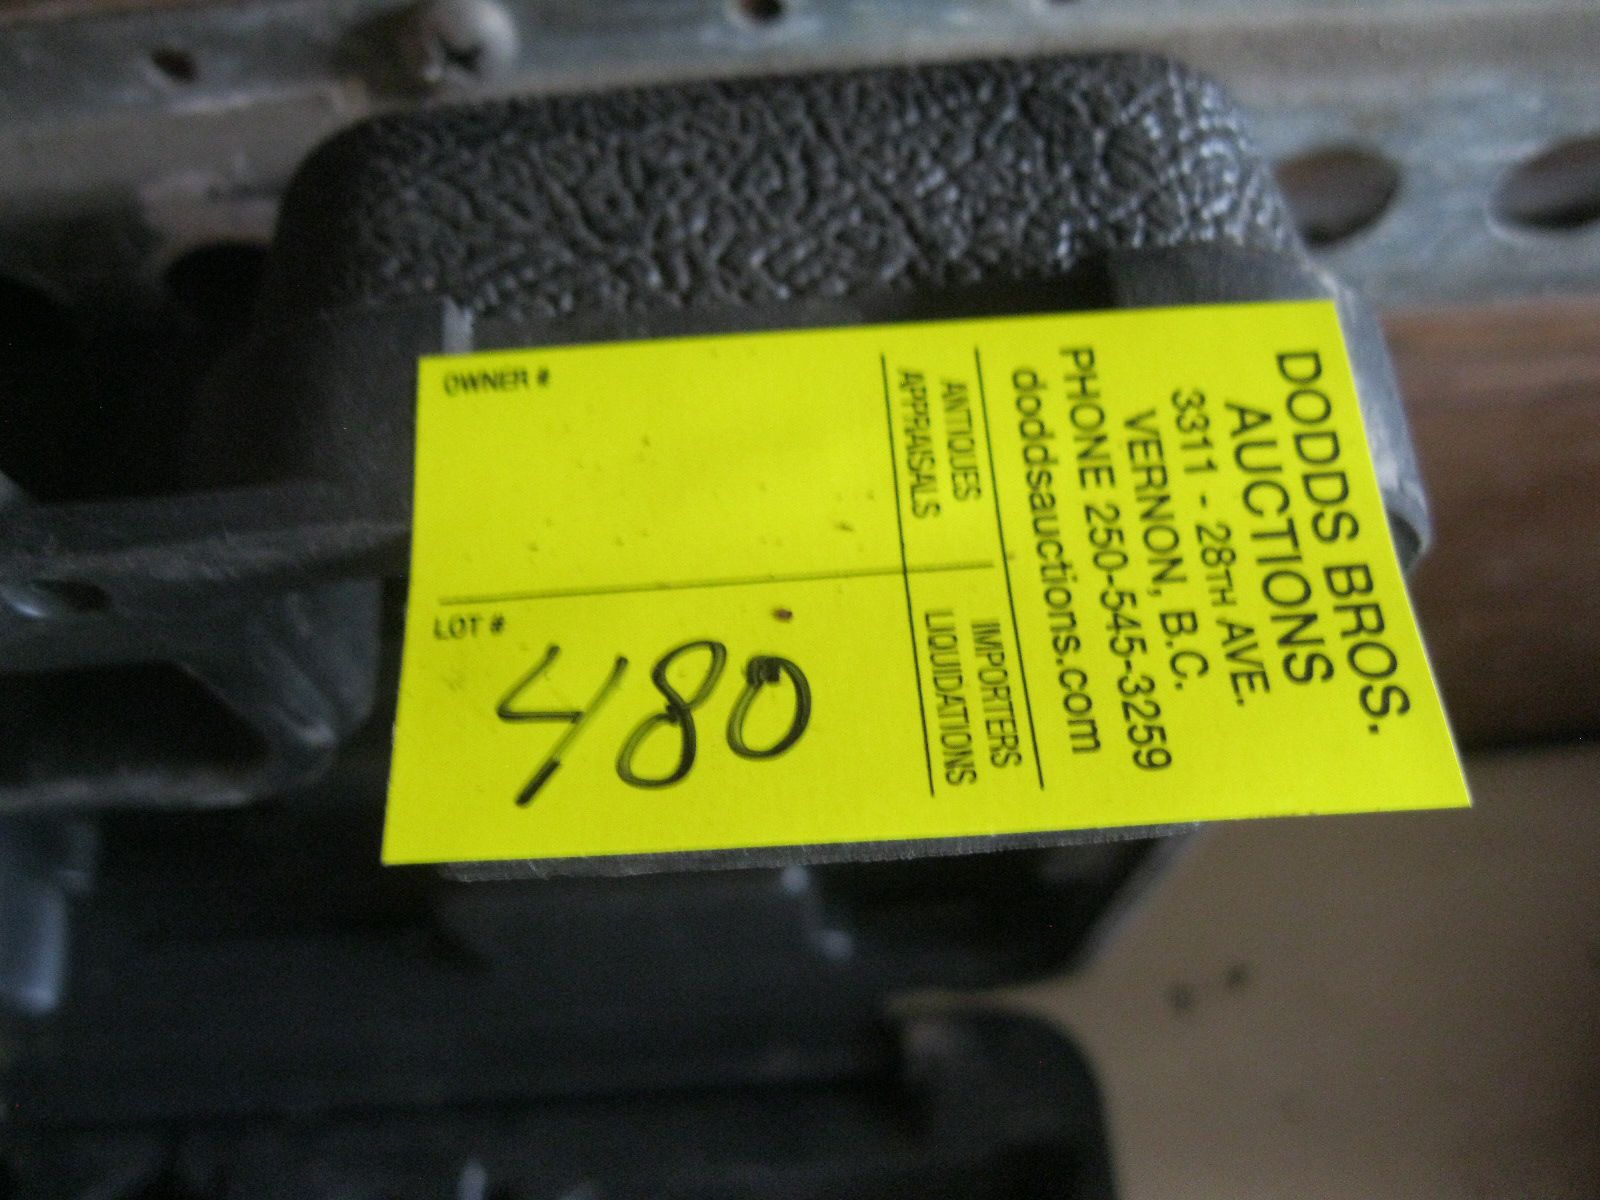 DODDS BROS.
AUCTIONS
3311 - 28TH AVE.
VERNON, B.C.
PHONE 250-545-3259
doddsauctions.com
ANTIQUES IMPORTERS
APPRAISALS LIQUIDATIONS
OWNER #
LOT #
480